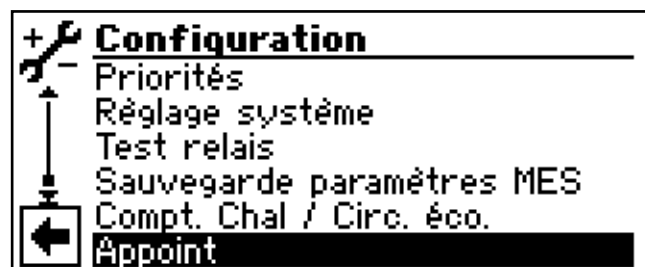 Configuration
Priorités
Réglage système
Test relais
Sauvegarde paramètres MES
Compt. Chal / Circ. éco.
Appoint